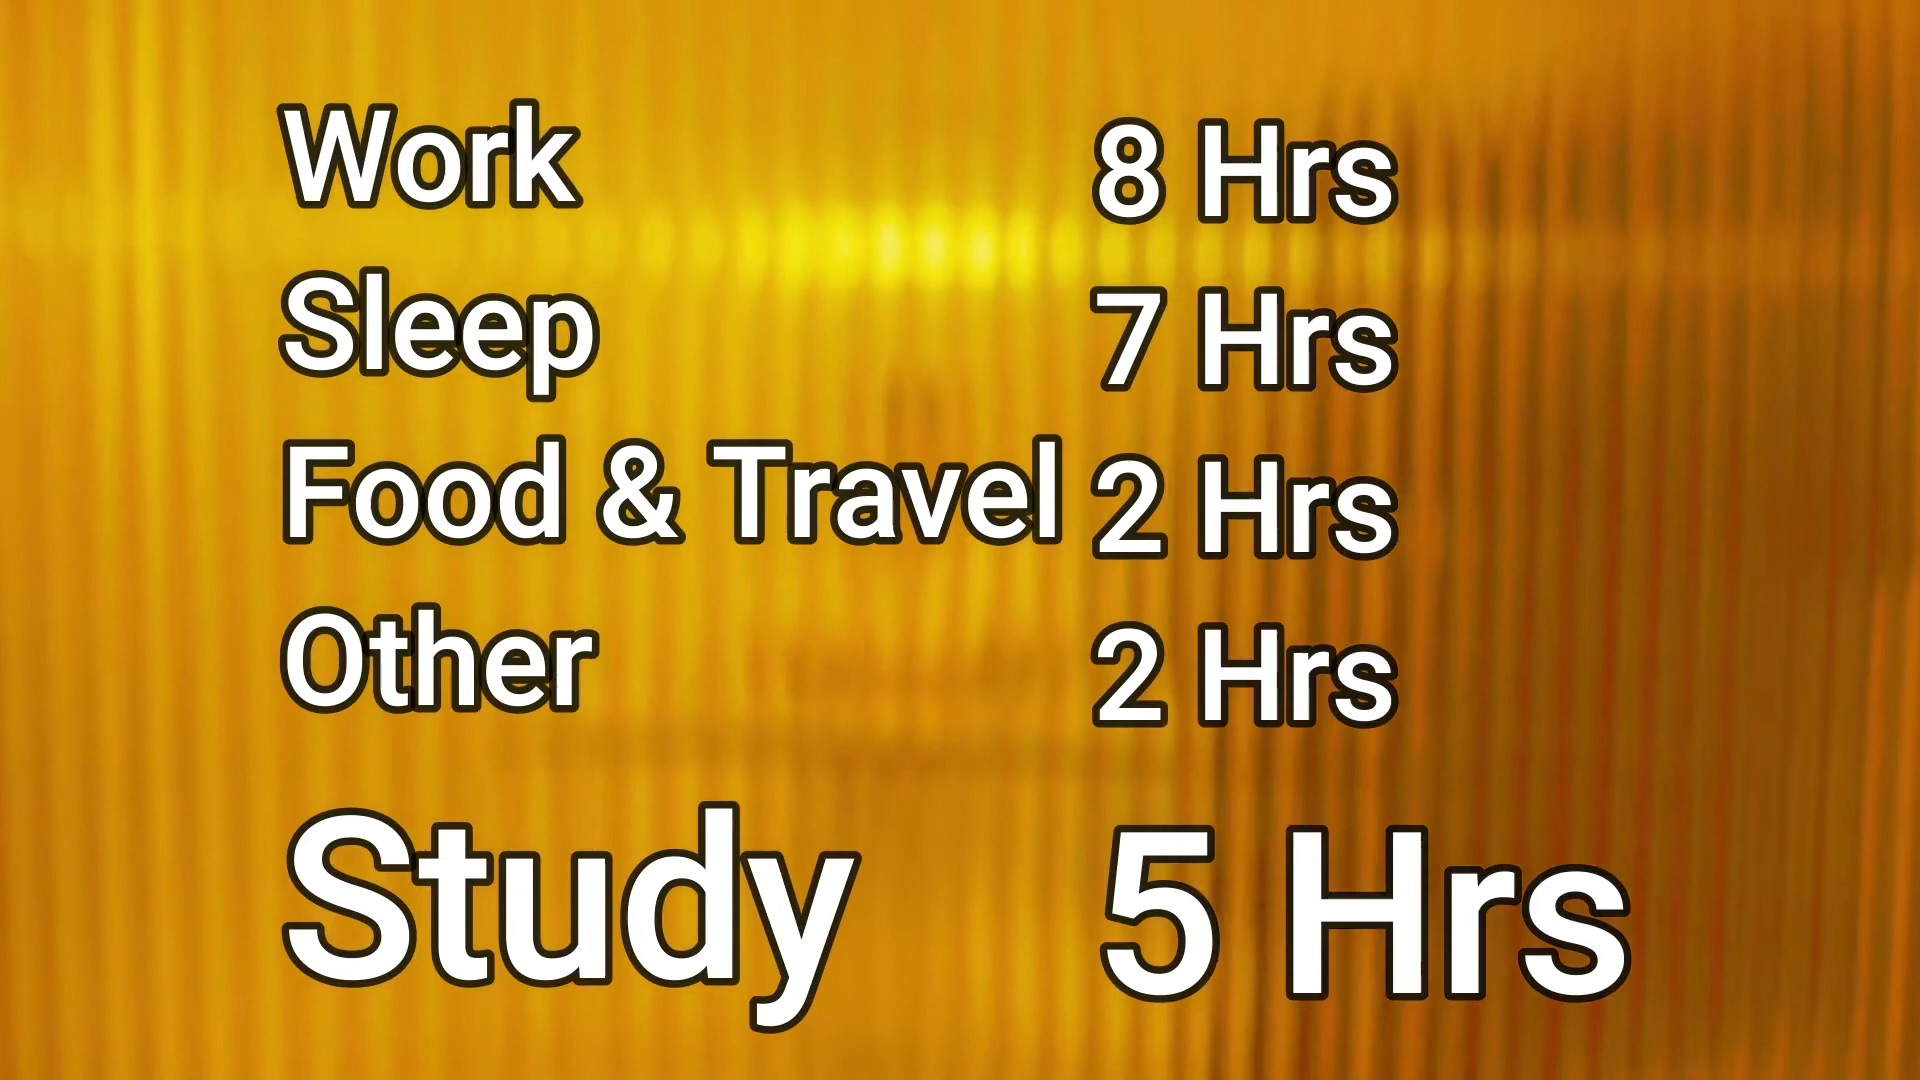 Work 8 Hrs
Sleep 7 Hrs
Food & Travel 2 Hrs
Other 2 Hrs
Study 5 Hrs